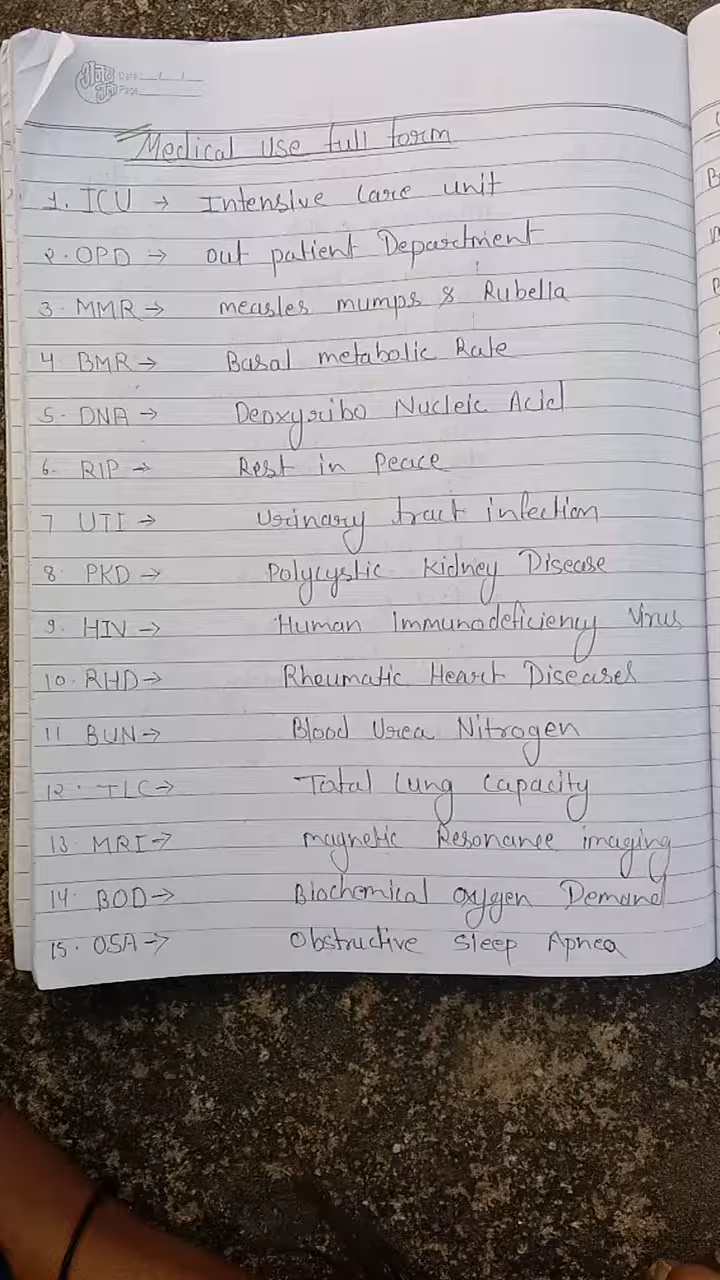 Date / /
Page
Medical use full form
1. ICU → Intensive Care unit
2. OPD → out patient Department
3. MMR → measles mumps & Rubella
4 BMR → Basal metabolic Rate
5. DNA → Deoxyribo Nucleic Acid
6. RIP → Rest in Peace
7 UTI → Urinary tract infection
8. PKD → Polycystic Kidney Disease
9. HIV → Human Immunodeficiency Virus
10. RHD → Rheumatic Heart Diseases
11 BUN → Blood Urea Nitrogen
12. TLC → Total Lung Capacity
13. MRI → magnetic Resonance imaging
14. BOD → Biochemical oxygen Demand
15. OSA → Obstructive Sleep Apnea